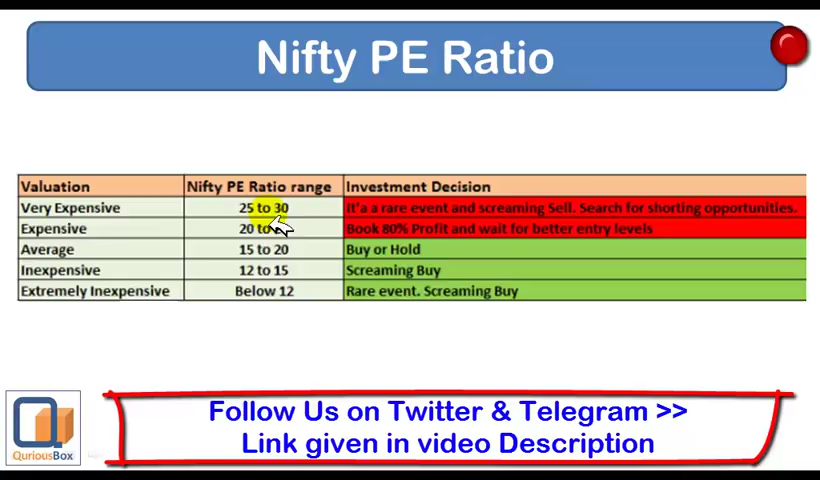 Nifty PE Ratio
Valuation Nifty PE Ratio range Investment Decision
Very Expensive 25 to 30 It'a a rare event and screaming Sell. Search for shorting opportunities.
Expensive 20 to Book 80% Profit and wait for better entry levels
Average 15 to 20 Buy or Hold
Inexpensive 12 to 15 Screaming Buy
Extremely Inexpensive Below 12 Rare event. Screaming Buy
Follow Us on Twitter & Telegram >>
Link given in video Description
QuriousBox